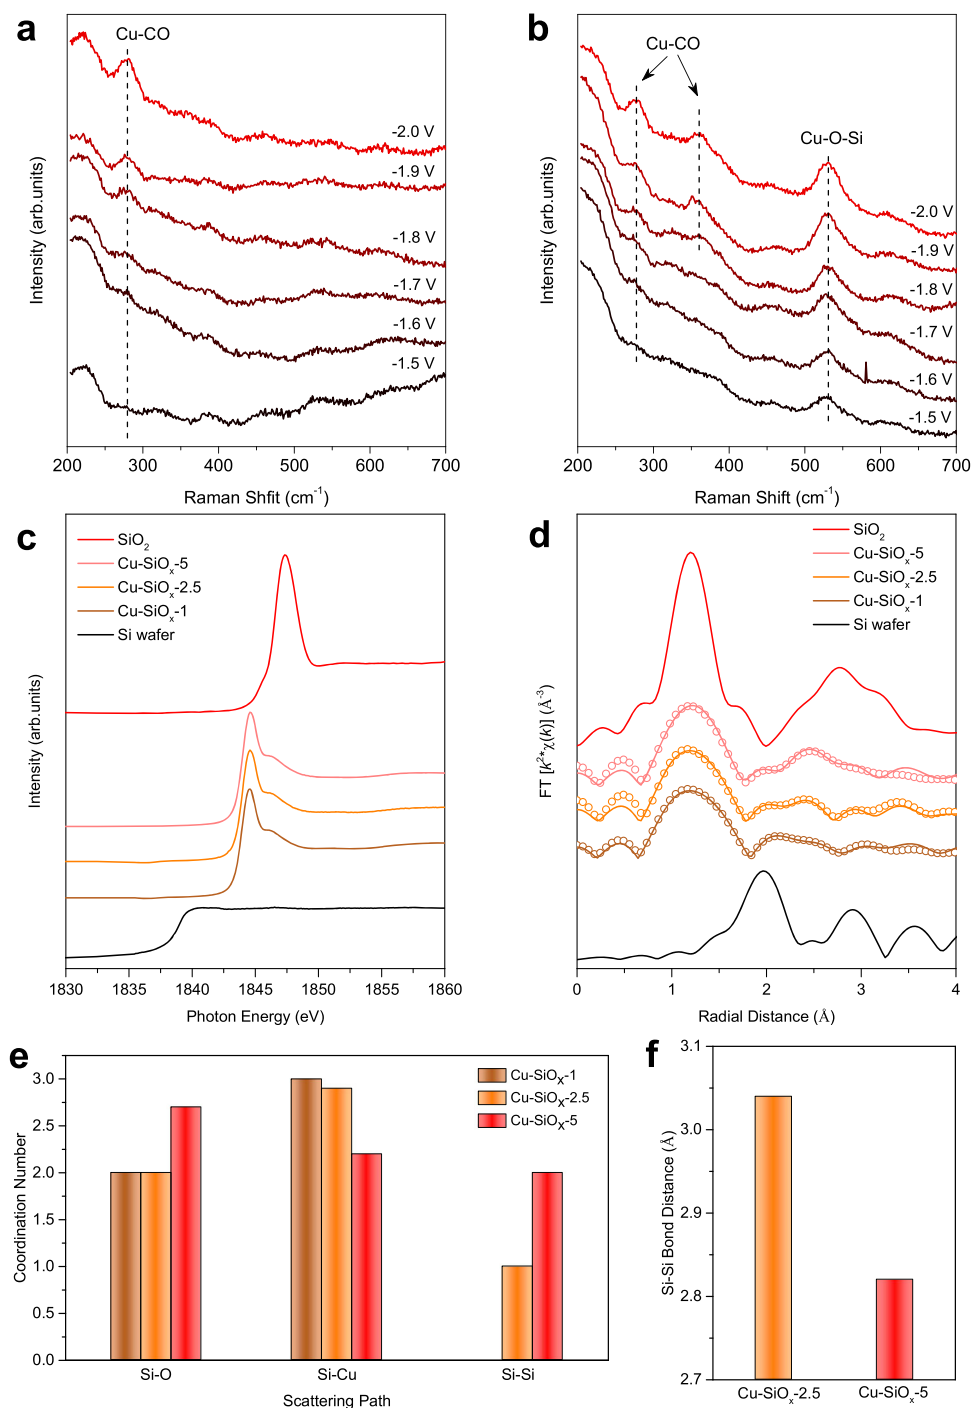 a
Cu-CO
-2.0 V
-1.9 V
-1.8 V
-1.7 V
-1.6 V
-1.5 V
Intensity (arb.units)
200 300 400 500 600 700
Raman Shfit (cm-1)
b
Cu-CO
Cu-O-Si
-2.0 V
-1.9 V
-1.8 V
-1.7 V
-1.6 V
-1.5 V
Intensity (arb.units)
200 300 400 500 600 700
Raman Shift (cm-1)
c
SiO2
Cu-SiOx-5
Cu-SiOx-2.5
Cu-SiOx-1
Si wafer
Intensity (arb.units)
1830 1835 1840 1845 1850 1855 1860
Photon Energy (eV)
d
SiO2
Cu-SiOx-5
Cu-SiOx-2.5
Cu-SiOx-1
Si wafer
FT [k2*χ(k)] (Å-3)
0 1 2 3 4
Radial Distance (Å)
e
Cu-SiOx-1
Cu-SiOx-2.5
Cu-SiOx-5
Coordination Number
3.0
2.5
2.0
1.5
1.0
0.5
0.0
Si-O Si-Cu Si-Si
Scattering Path
f
Si-Si Bond Distance (Å)
3.1
3.0
2.9
2.8
2.7
Cu-SiOx-2.5 Cu-SiOx-5